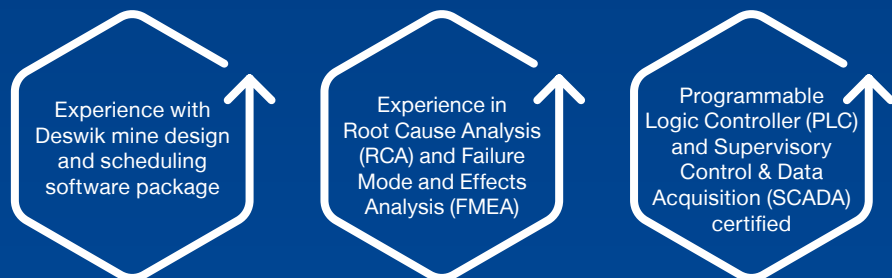 Experience with
Deswik mine design
and scheduling
software package
Experience in
Root Cause Analysis
(RCA) and Failure
Mode and Effects
Analysis (FMEA)
Programmable
Logic Controller (PLC)
and Supervisory
Control & Data
Acquisition (SCADA)
certified